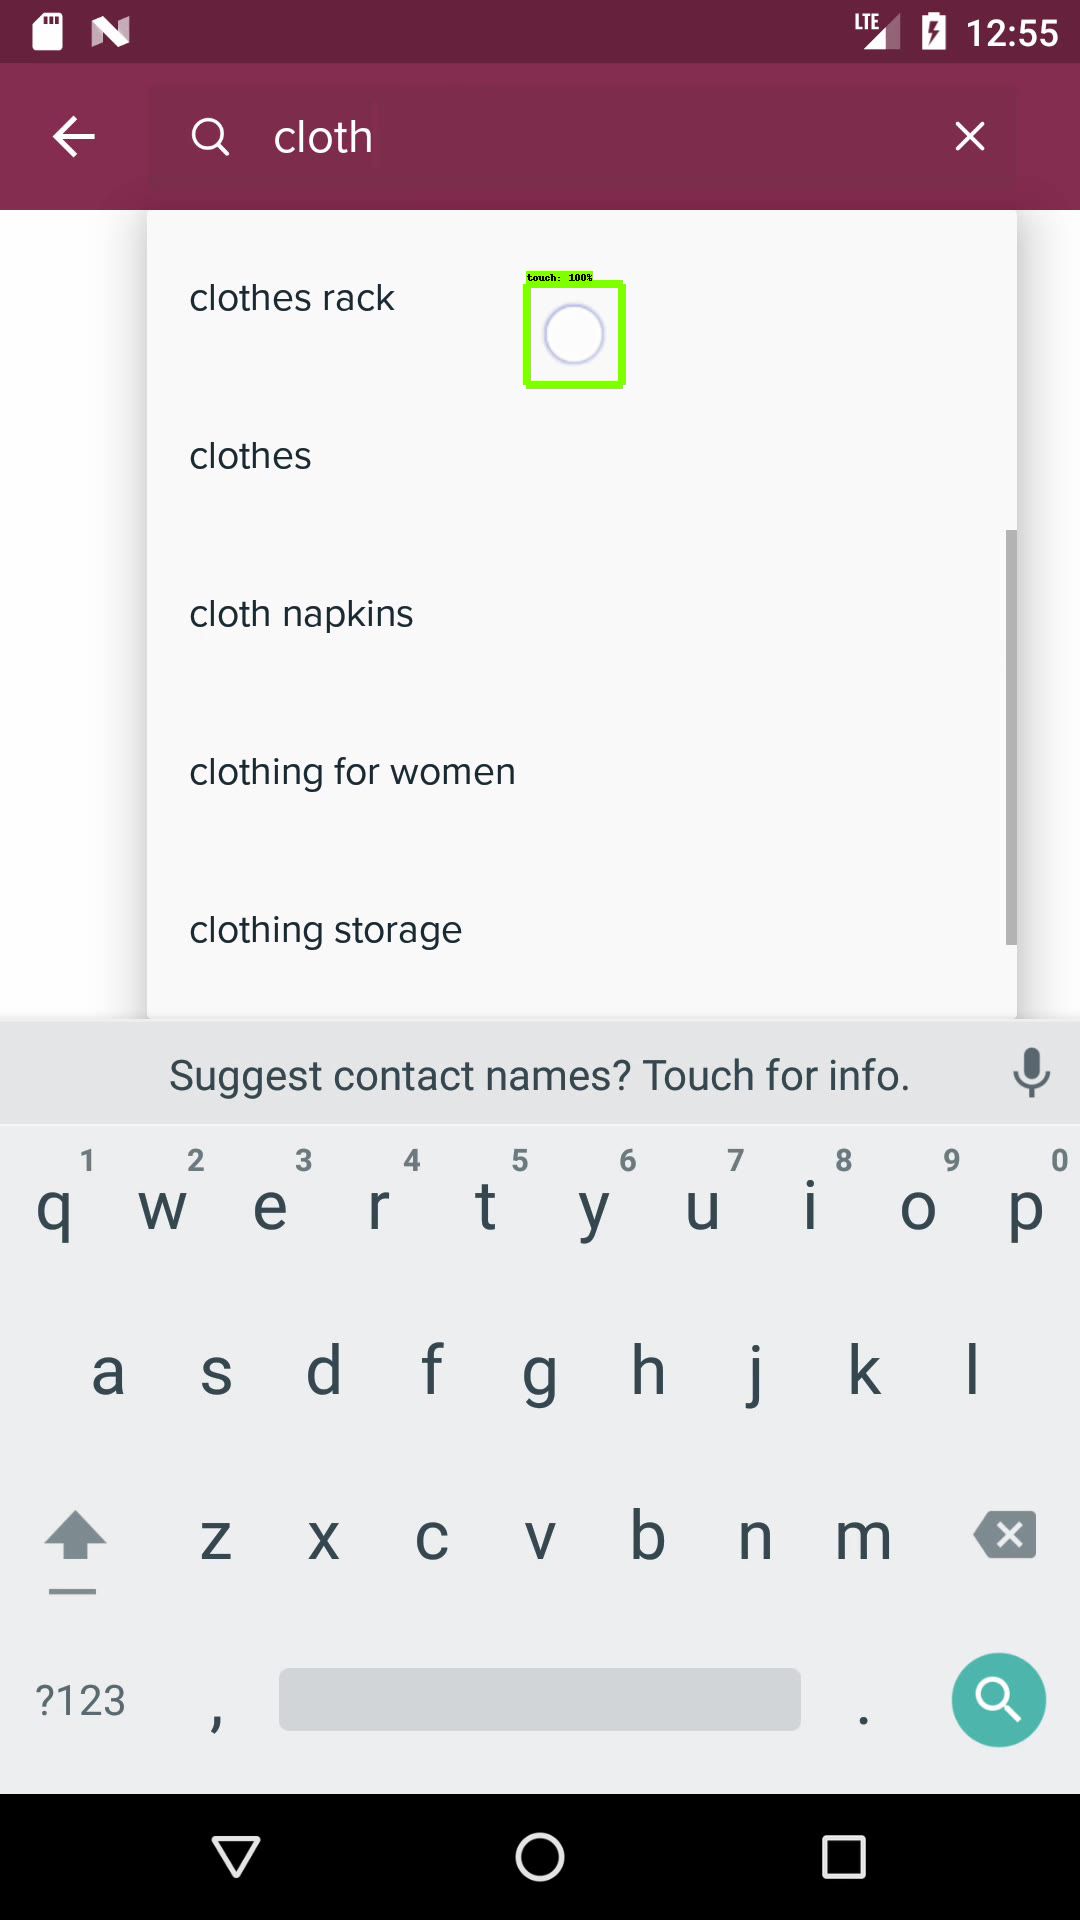 LTE 12:55
cloth
touch: 100%
clothes rack
clothes
cloth napkins
clothing for women
clothing storage
Suggest contact names? Touch for info.
1 2 3 4 5 6 7 8 9 0
q w e r t y u i o p
a s d f g h j k l
z x c v b n m
?123 , .